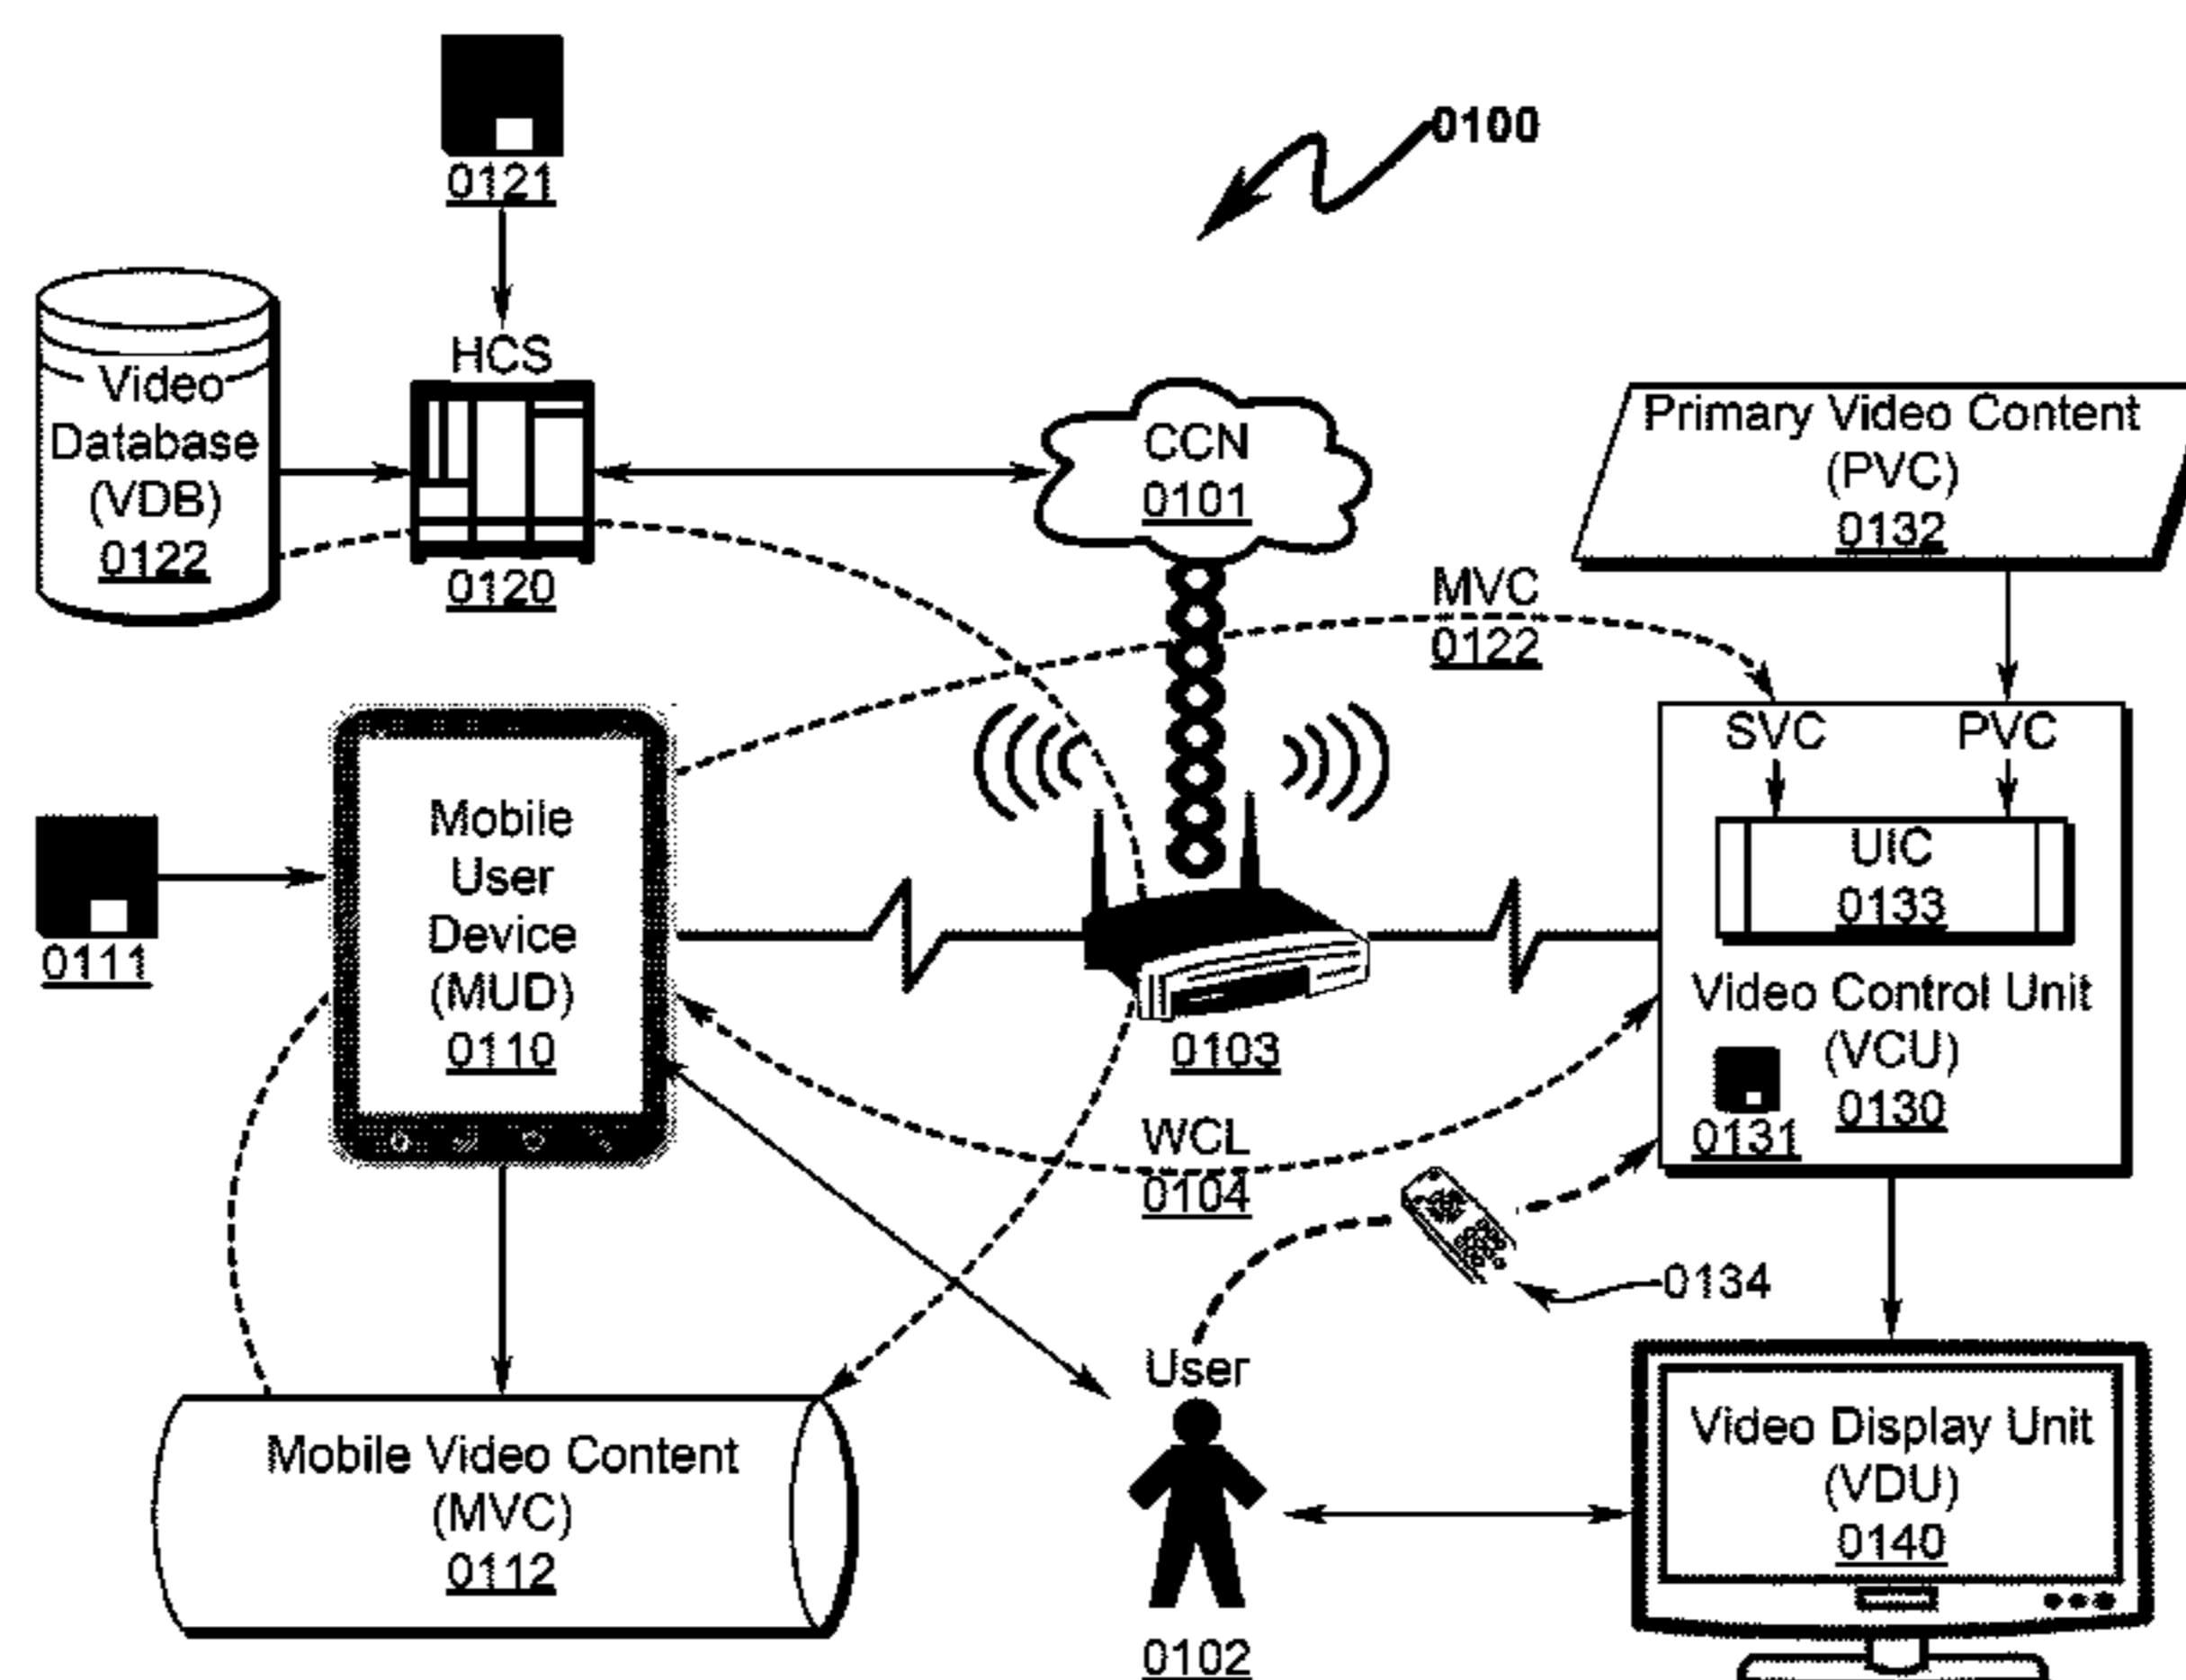 0100
0121
HCS
0120
Video
Database
(VDB)
0122
CCN
0101
Primary Video Content
(PVC)
0132
MVC
0122
SVC
PVC
UIC
0133
Video Control Unit
(VCU)
0130
0131
Mobile
User
Device
(MUD)
0110
0111
0103
WCL
0104
0134
User
0102
Mobile Video Content
(MVC)
0112
Video Display Unit
(VDU)
0140